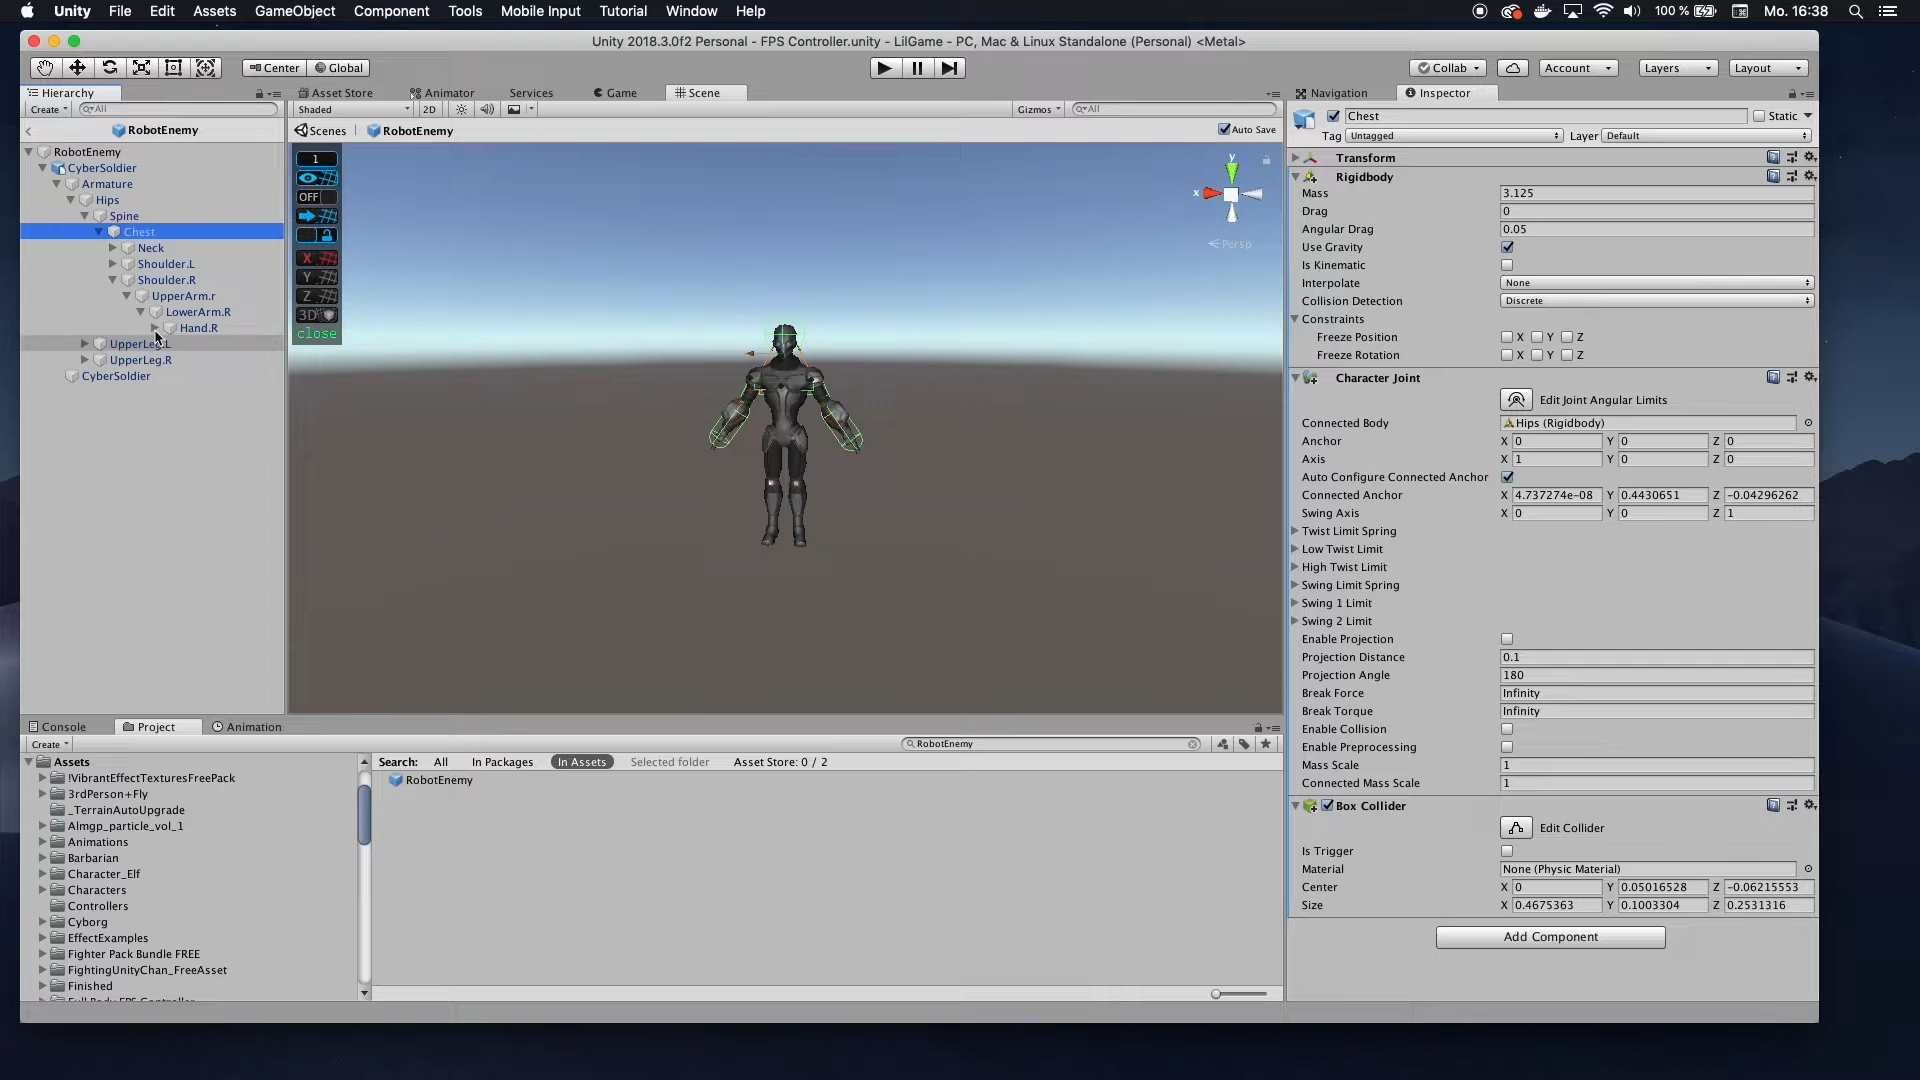 Unity File Edit Assets GameObject Component Tools Mobile Input Tutorial Window Help 100 % Mo. 16:38
Unity 2018.3.0f2 Personal - FPS Controller.unity - LilGame - PC, Mac & Linux Standalone (Personal) <Metal>
Center Global Collab Account Layers Layout
Hierarchy
Create All
RobotEnemy
RobotEnemy
CyberSoldier
Armature
Hips
Spine
Chest
Neck
Shoulder.L
Shoulder.R
UpperArm.r
LowerArm.R
Hand.R
UpperLeg.L
UpperLeg.R
CyberSoldier
Asset Store Animator Services Game Scene
Shaded 2D Gizmos All
Scenes RobotEnemy Auto Save
1
OFF
X
Y
Z
3D
close
y
x
Persp
Navigation Inspector
Chest Static
Tag Untagged Layer Default
Transform
Rigidbody
Mass 3.125
Drag 0
Angular Drag 0.05
Use Gravity
Is Kinematic
Interpolate None
Collision Detection Discrete
Constraints
Freeze Position X Y Z
Freeze Rotation X Y Z
Character Joint
Edit Joint Angular Limits
Connected Body Hips (Rigidbody)
Anchor X 0 Y 0 Z 0
Axis X 1 Y 0 Z 0
Auto Configure Connected Anchor
Connected Anchor X 4.737274e-08 Y 0.4430651 Z -0.04296262
Swing Axis X 0 Y 0 Z 1
Twist Limit Spring
Low Twist Limit
High Twist Limit
Swing Limit Spring
Swing 1 Limit
Swing 2 Limit
Enable Projection
Projection Distance 0.1
Projection Angle 180
Break Force Infinity
Break Torque Infinity
Enable Collision
Enable Preprocessing
Mass Scale 1
Connected Mass Scale 1
Box Collider
Edit Collider
Is Trigger
Material None (Physic Material)
Center X 0 Y 0.05016528 Z -0.06215553
Size X 0.4675363 Y 0.1003304 Z 0.2531316
Add Component
Console Project Animation
Create RobotEnemy
Assets
!VibrantEffectTexturesFreePack
3rdPerson+Fly
_TerrainAutoUpgrade
Almgp_particle_vol_1
Animations
Barbarian
Character_Elf
Characters
Controllers
Cyborg
EffectExamples
Fighter Pack Bundle FREE
FightingUnityChan_FreeAsset
Finished
Full Body FPS Controller
Search: All In Packages In Assets Selected folder Asset Store: 0 / 2
RobotEnemy